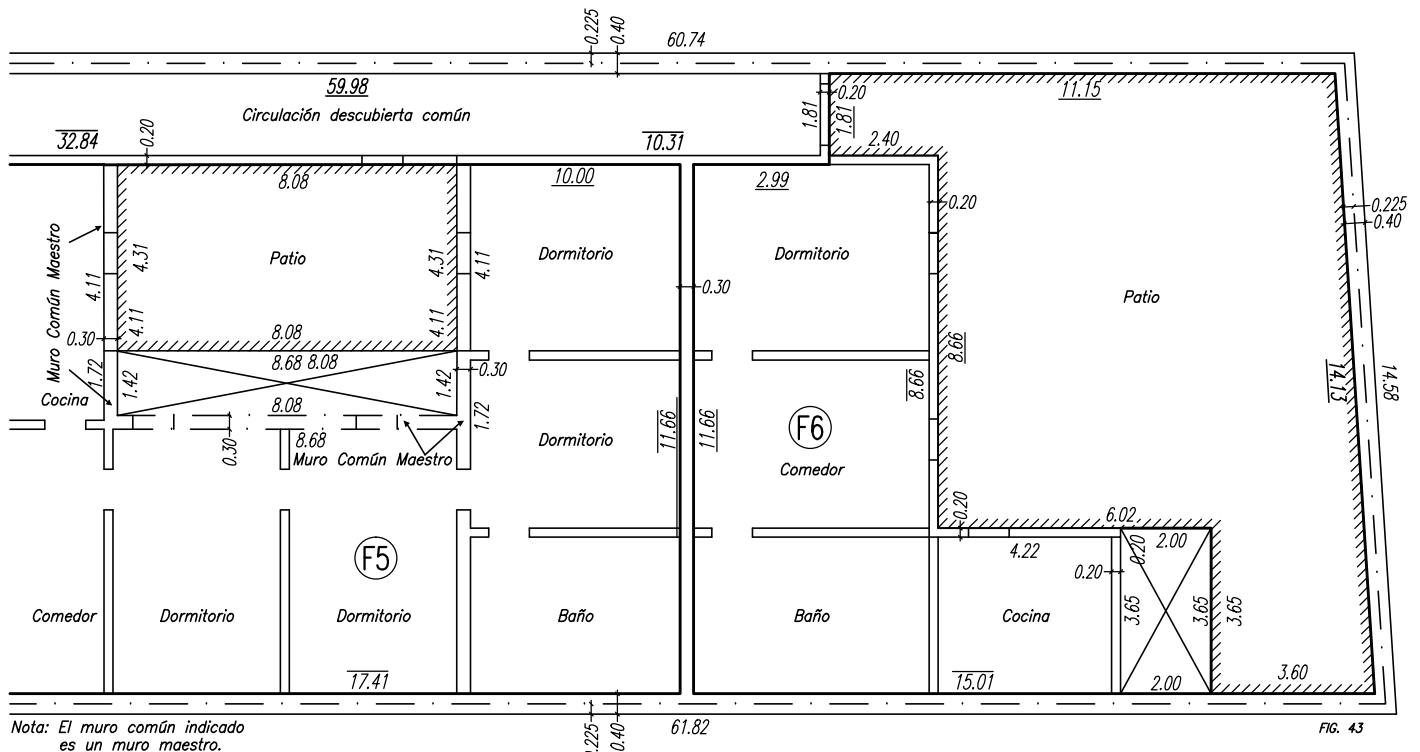 0.225
0.40
60.74
59.98
Circulación descubierta común
0.20
11.15
1.81
1.81
32.84
0.20
10.31
2.40
8.08
10.00
2.99
0.20
0.225
0.40
Muro Común Maestro
4.31
Patio
4.31
4.11
4.11
Dormitorio
Dormitorio
0.30
Patio
4.11
4.11
0.30
8.08
8.68 8.08
1.72
1.42
1.42
0.30
8.66
8.66
14.13
14.58
Cocina
8.08
1.72
0.30
8.68
Muro Común Maestro
Dormitorio
11.66
11.66
F6
Comedor
0.20
6.02
F5
4.22
0.20
2.00
0.20
3.65
3.65
3.65
Comedor
Dormitorio
Dormitorio
Baño
Baño
Cocina
17.41
15.01
2.00
3.60
Nota: El muro común indicado
es un muro maestro.
0.225
0.40
61.82
FIG. 43